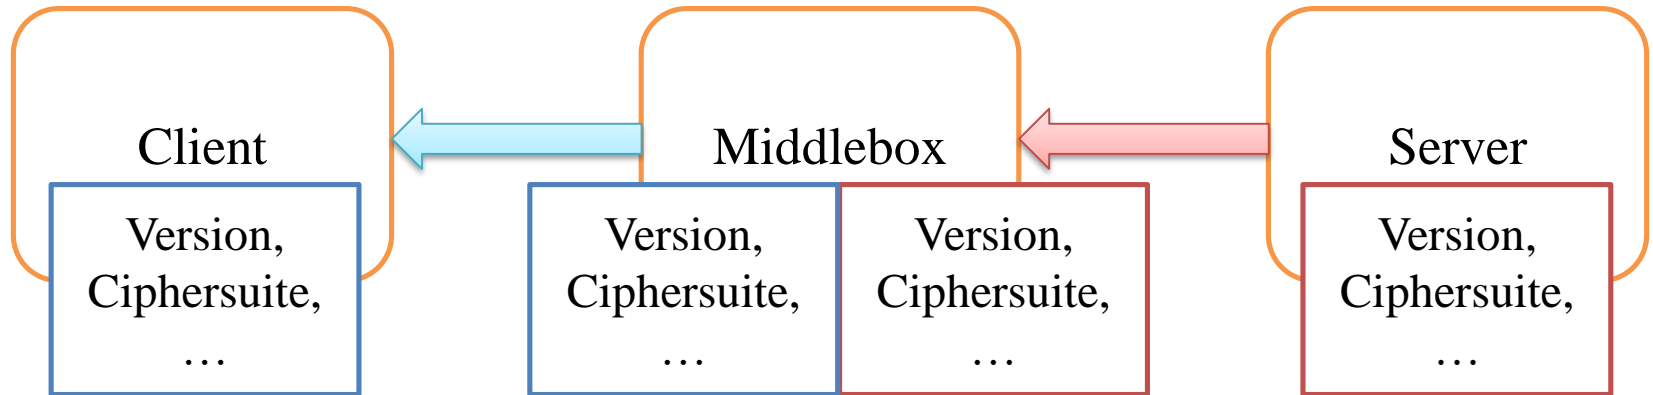 Client
Middlebox
Server
Version,
Ciphersuite,
…
Version,
Ciphersuite,
…
Version,
Ciphersuite,
…
Version,
Ciphersuite,
…